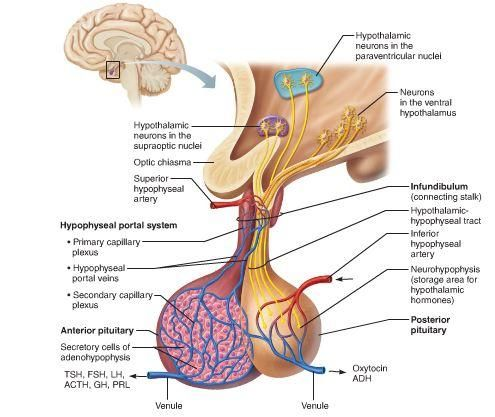 Hypothalamic
neurons in the
paraventricular nuclei
Neurons
in the ventral
hypothalamus
Hypothalamic
neurons in the
supraoptic nuclei
Optic chiasma
Superior
hypophyseal
artery
Hypophyseal portal system
• Primary capillary
plexus
• Hypophyseal
portal veins
• Secondary capillary
plexus
Anterior pituitary
Secretory cells of
adenohypophysis
TSH, FSH, LH,
ACTH, GH, PRL
Venule
Infundibulum
(connecting stalk)
Hypothalamic-
hypophyseal tract
Inferior
hypophyseal
artery
Neurohypophysis
(storage area for
hypothalamic
hormones)
Posterior
pituitary
Oxytocin
ADH
Venule